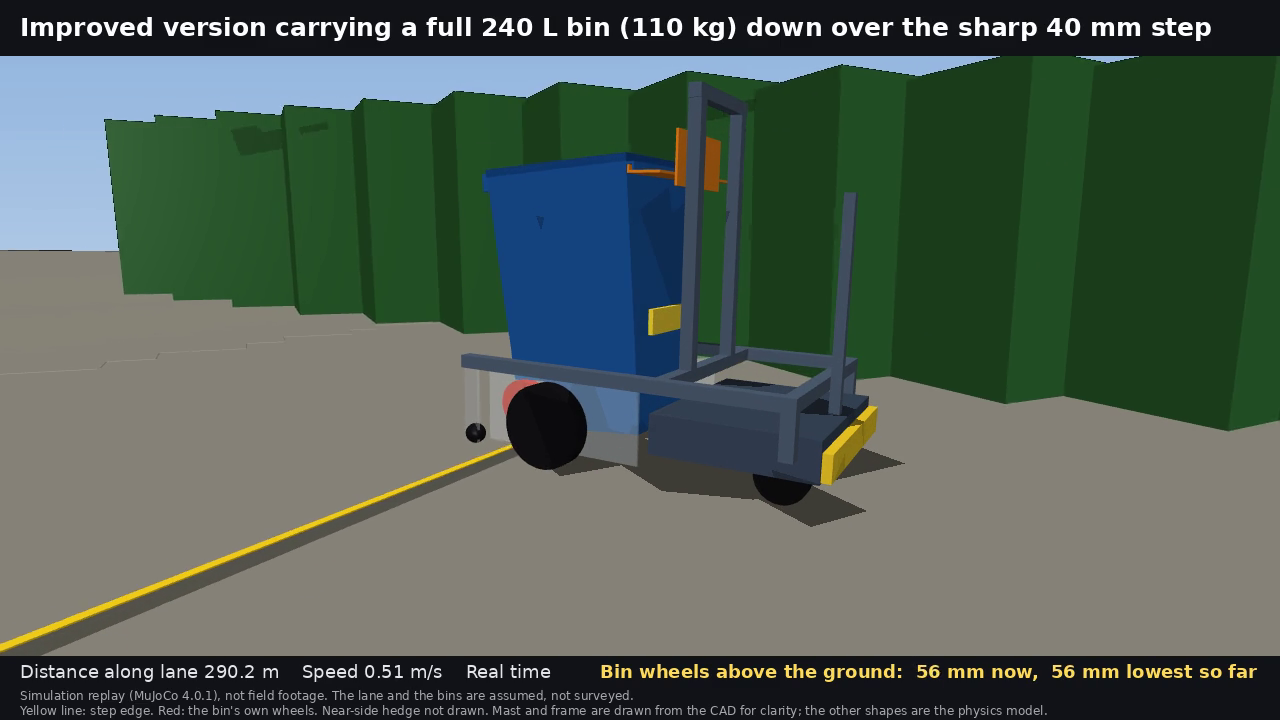 Improved version carrying a full 240 L bin (110 kg) down over the sharp 40 mm step
Distance along lane 290.2 m Speed 0.51 m/s Real time Bin wheels above the ground: 56 mm now, 56 mm lowest so far
Simulation replay (MuJoCo 4.0.1), not field footage. The lane and the bins are assumed, not surveyed.
Yellow line: step edge. Red: the bin's own wheels. Near-side hedge not drawn. Mast and frame are drawn from the CAD for clarity; the other shapes are the physics model.